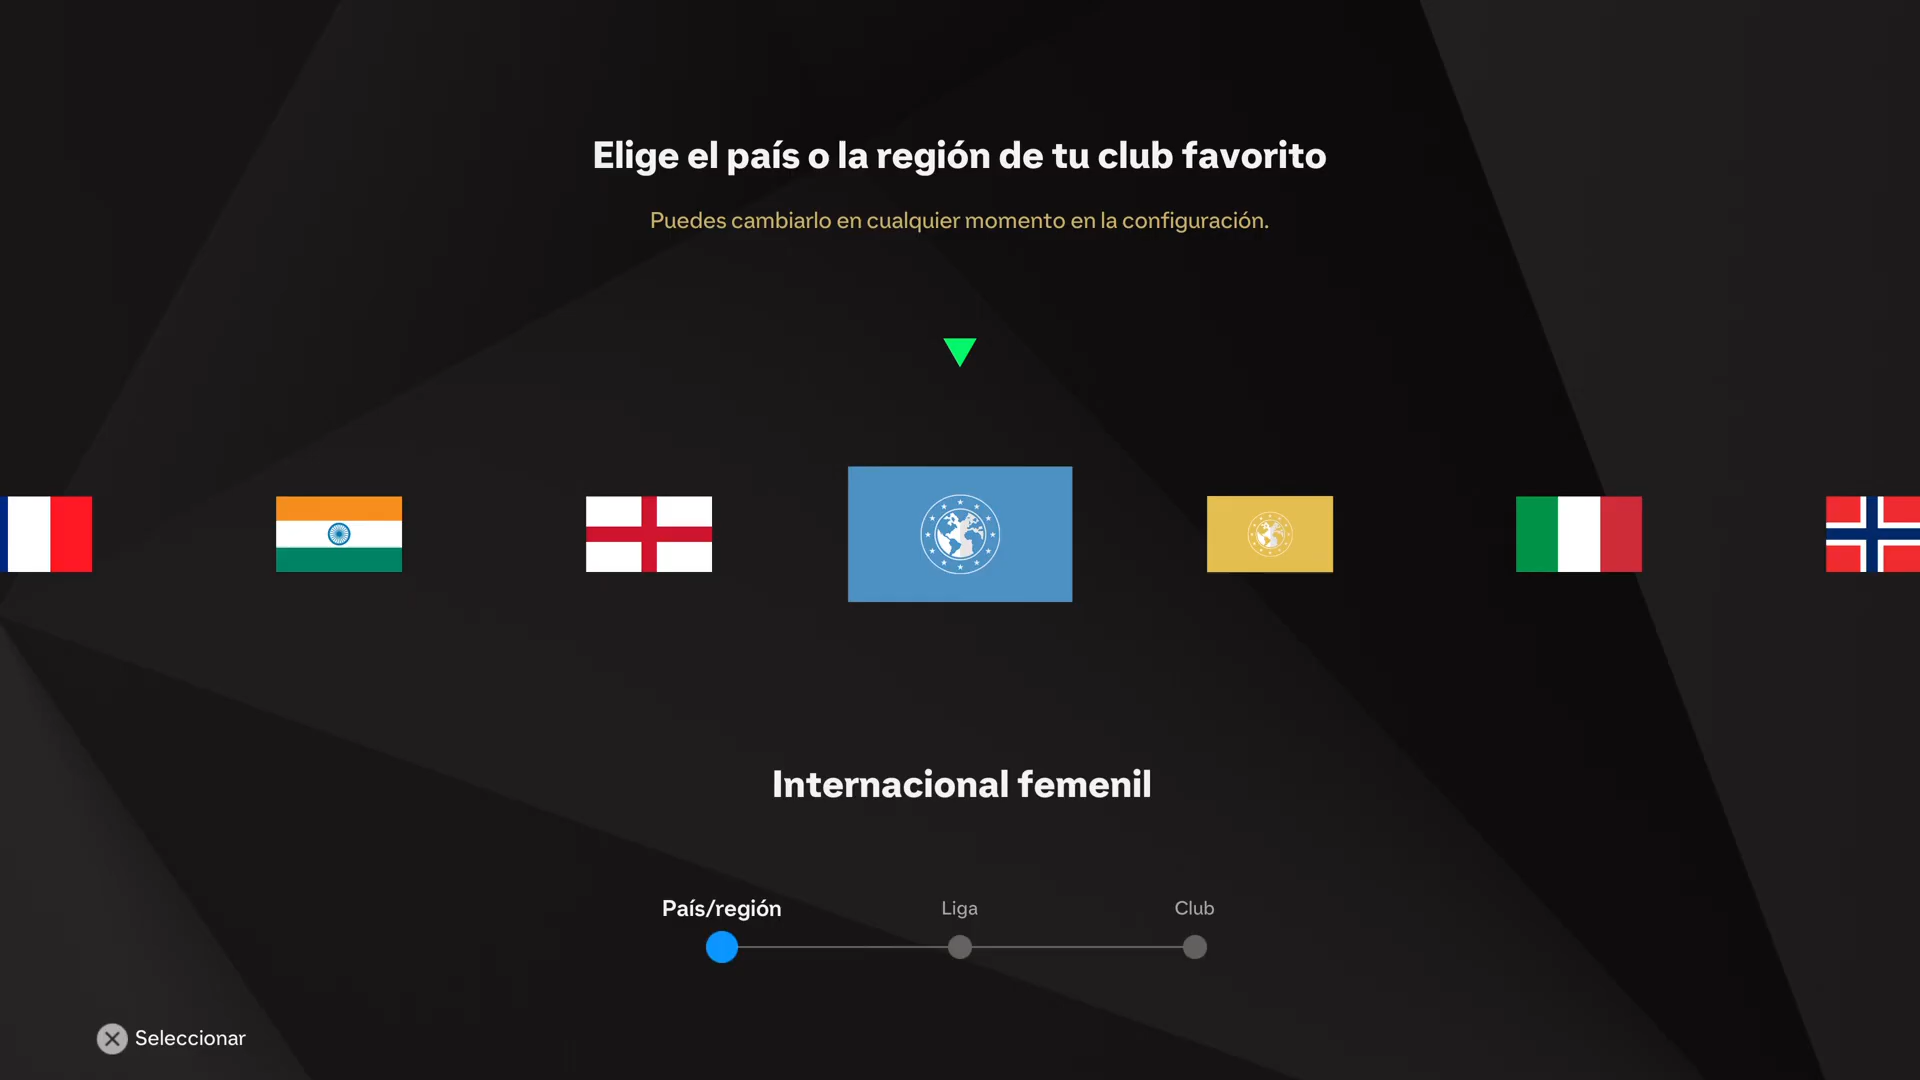 Elige el país o la región de tu club favorito
Puedes cambiarlo en cualquier momento en la configuración.
Internacional femenil
País/región
Liga
Club
Seleccionar